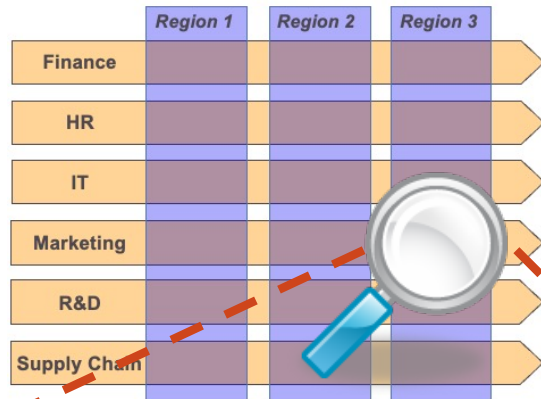 Region 1 Region 2 Region 3
Finance
HR
IT
Marketing
R&D
Supply Chain